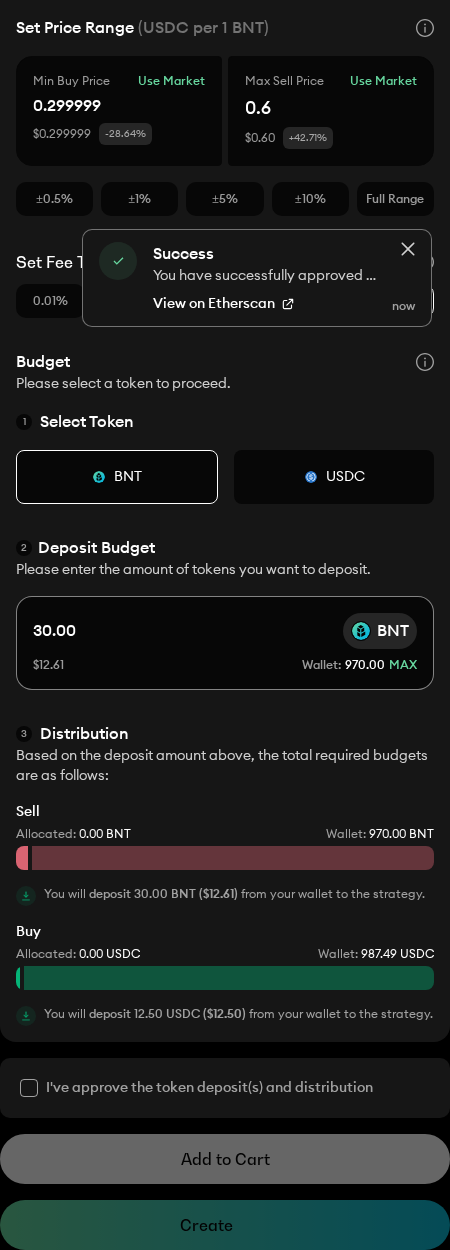 Set Price Range (USDC per 1 BNT)
Min Buy Price Use Market
0.299999
$0.299999 -28.64%
Max Sell Price Use Market
0.6
$0.60 +42.71%
±0.5% ±1% ±5% ±10% Full Range
Set Fee T
0.01%
Success
You have successfully approved ...
View on Etherscan
now
Budget
Please select a token to proceed.
1 Select Token
BNT USDC
2 Deposit Budget
Please enter the amount of tokens you want to deposit.
30.00 BNT
$12.61 Wallet: 970.00 MAX
3 Distribution
Based on the deposit amount above, the total required budgets
are as follows:
Sell
Allocated: 0.00 BNT Wallet: 970.00 BNT
You will deposit 30.00 BNT ($12.61) from your wallet to the strategy.
Buy
Allocated: 0.00 USDC Wallet: 987.49 USDC
You will deposit 12.50 USDC ($12.50) from your wallet to the strategy.
I've approve the token deposit(s) and distribution
Add to Cart
Create